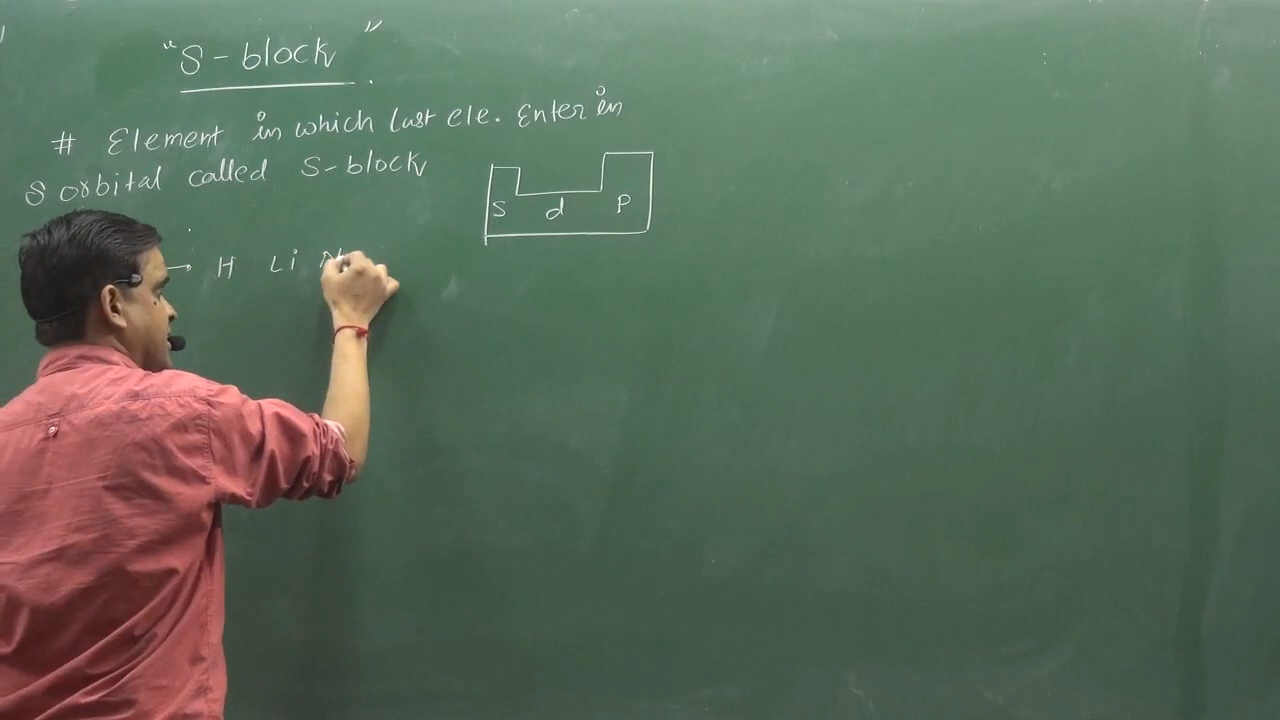 "S-block"
# Element in which last ele. Enter in
S orbital called S-block
S d P
→ H Li N